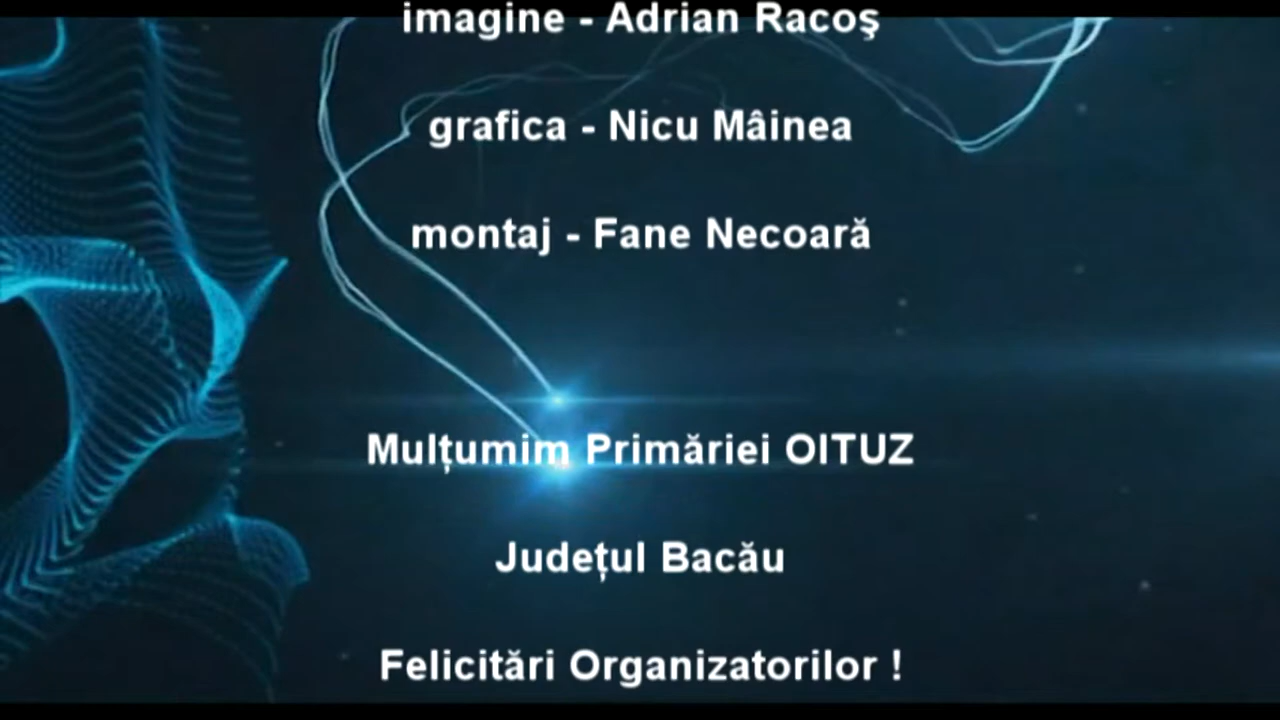 imagine - Adrian Racoş
grafica - Nicu Mâinea
montaj - Fane Necoară
Mulțumim Primăriei OITUZ
Județul Bacău
Felicitări Organizatorilor !